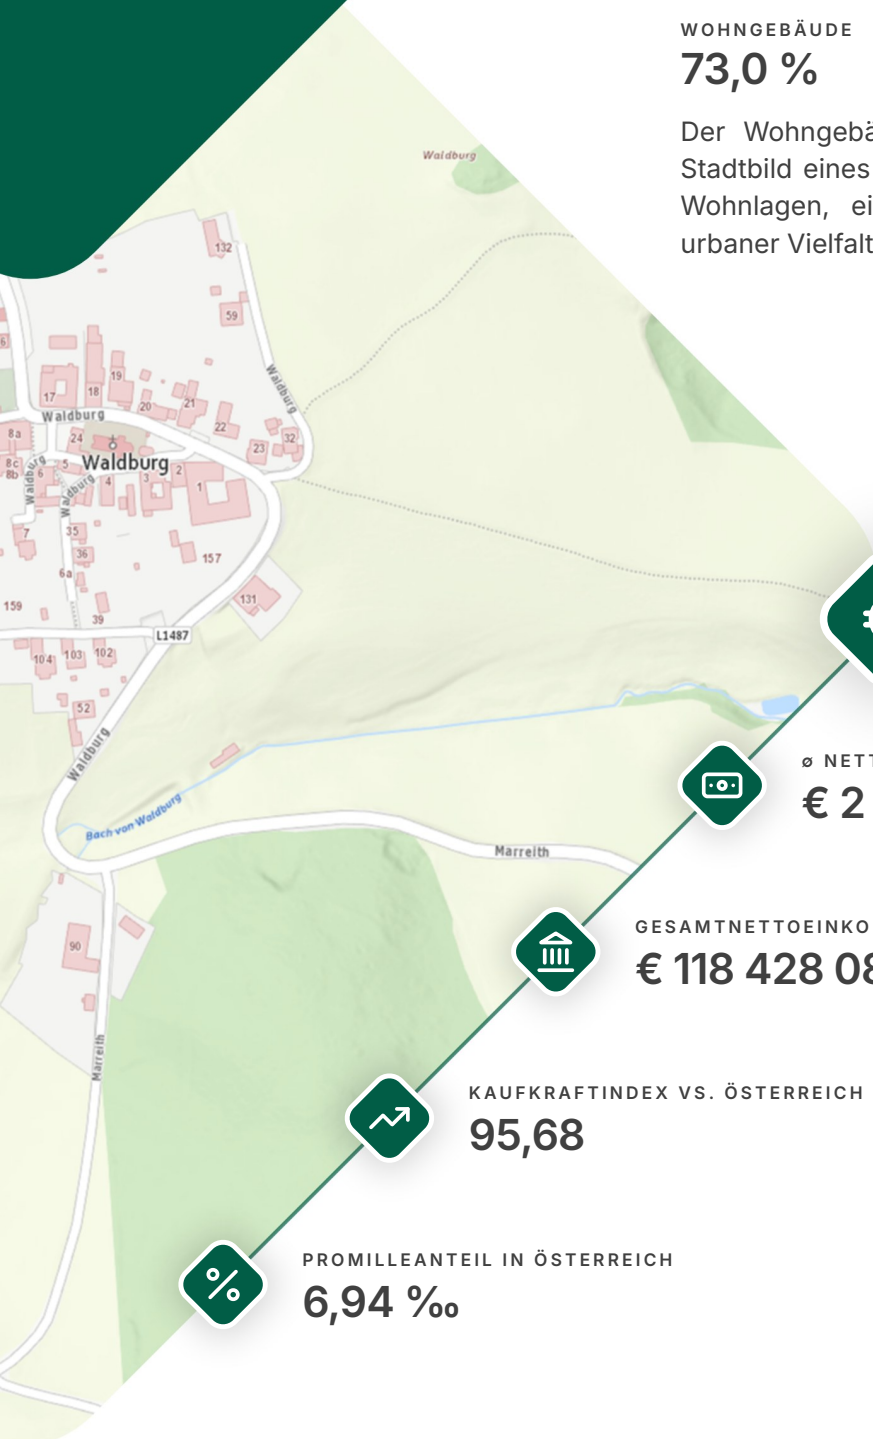 WOHNGEBÄUDE
73,0 %
Der Wohngebä
Stadtbild eines
Wohnlagen, ei
urbaner Vielfalt
Waldburg
132
59
Waldburg
6
19
17
18
20
21
22
Waldburg
8a
24
23
32
Waldburg
8c
8b
Waldburg
6
5
Waldburg
4
3
2
1
7
35
36
157
6a
131
159
39
L1487
104
103
102
52
Waldburg
Bach von Waldburg
Marreith
90
Marreith
ø NETT
€ 2
GESAMTNETTOEINKO
€ 118 428 08
KAUFKRAFTINDEX VS. ÖSTERREICH
95,68
PROMILLEANTEIL IN ÖSTERREICH
6,94 ‰